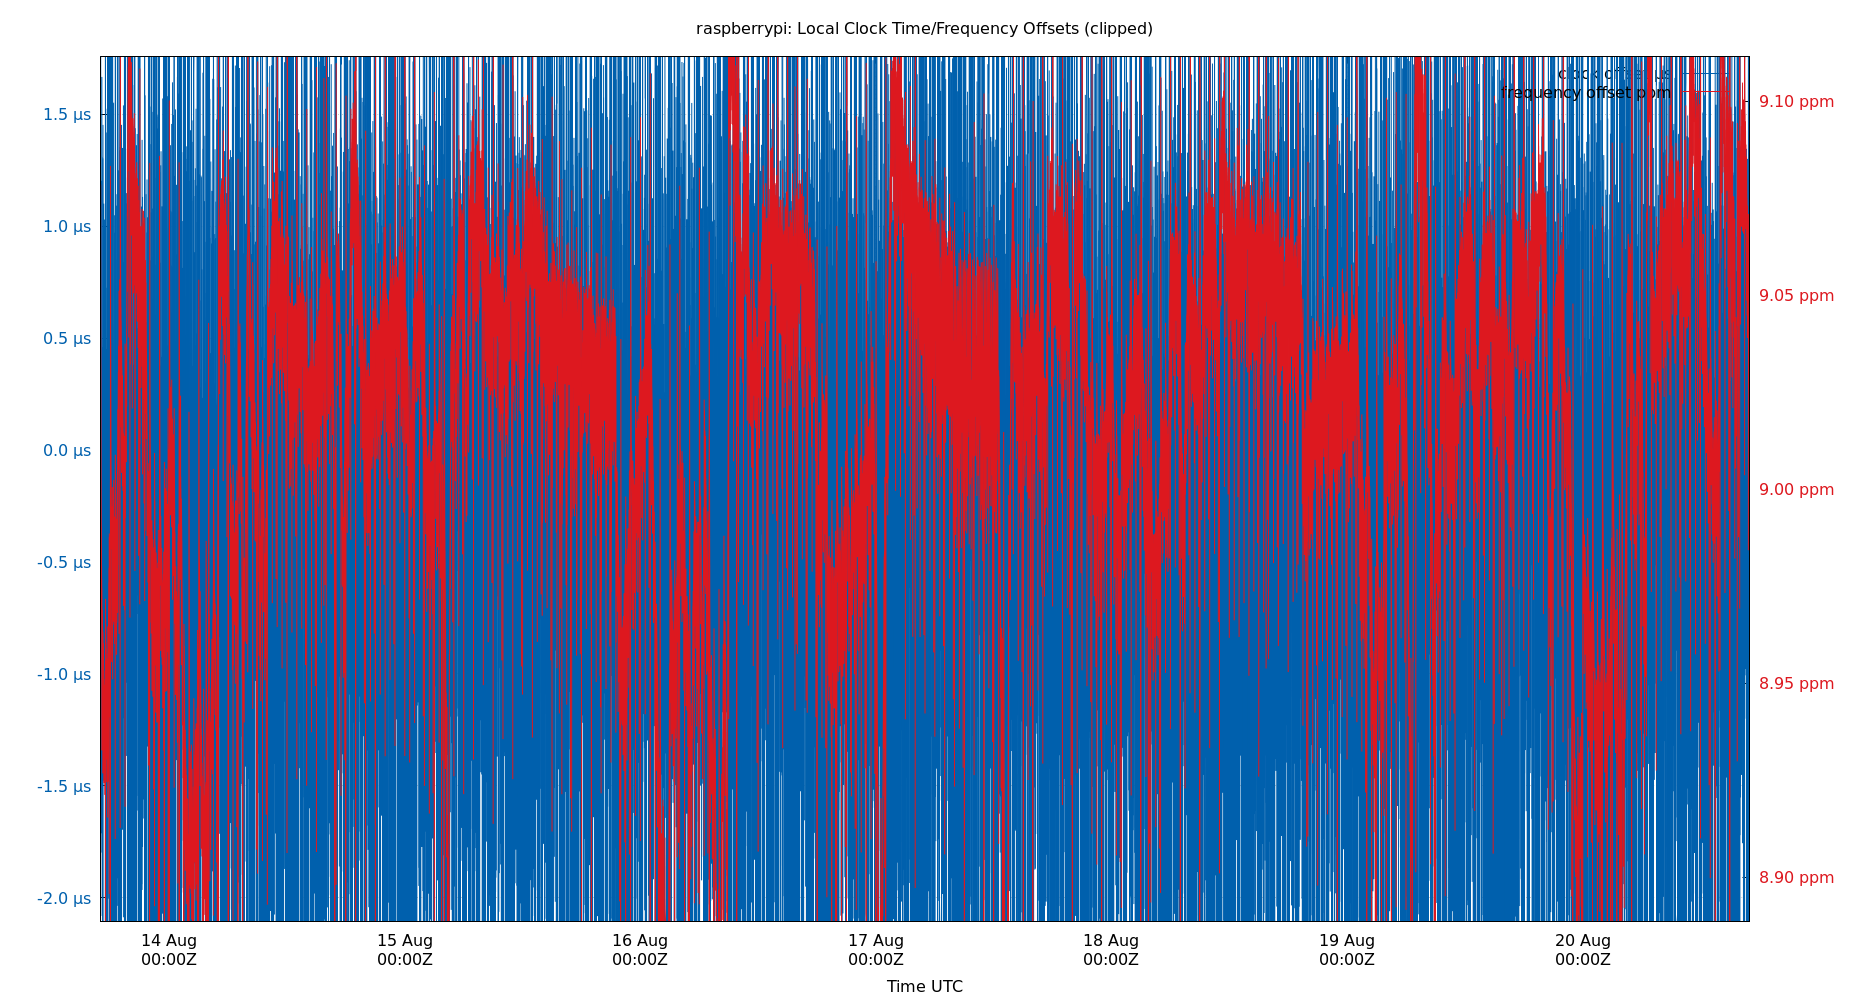 raspberrypi: Local Clock Time/Frequency Offsets (clipped)
clock offset µs
frequency offset ppm
1.5 µs
1.0 µs
0.5 µs
0.0 µs
-0.5 µs
-1.0 µs
-1.5 µs
-2.0 µs
9.10 ppm
9.05 ppm
9.00 ppm
8.95 ppm
8.90 ppm
14 Aug 15 Aug 16 Aug 17 Aug 18 Aug 19 Aug 20 Aug
00:00Z 00:00Z 00:00Z 00:00Z 00:00Z 00:00Z 00:00Z
Time UTC